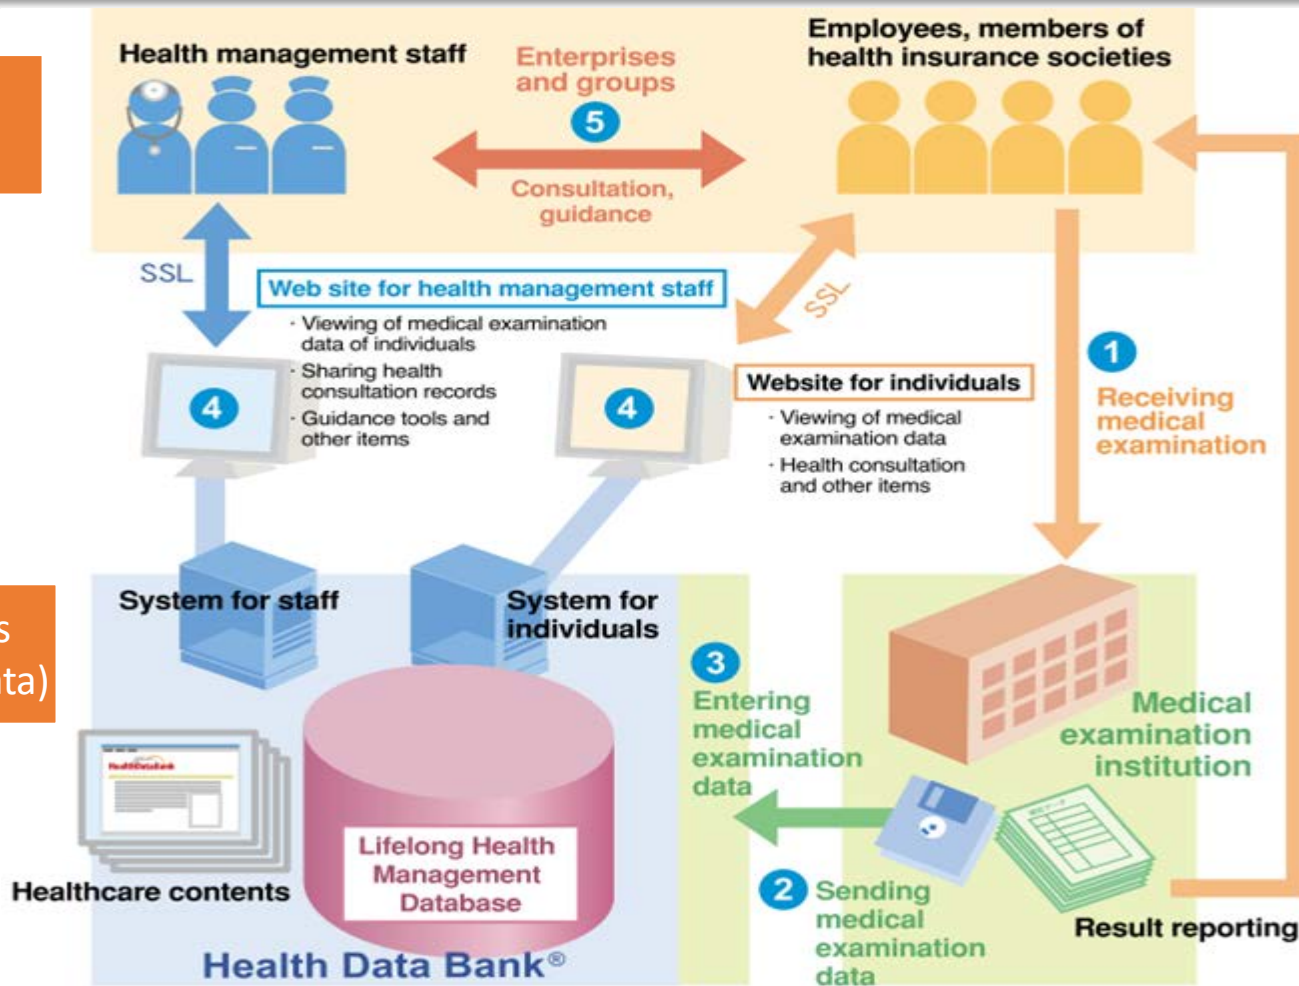 Health management staff
Enterprises
and groups
5
Consultation,
guidance
Employees, members of
health insurance societies
SSL
Web site for health management staff
· Viewing of medical examination
data of individuals
· Sharing health
consultation records
· Guidance tools and
other items
4
4
SSL
Website for individuals
· Viewing of medical
examination data
· Health consultation
and other items
1
Receiving
medical
examination
s
ta)
System for staff
System for
individuals
3
Entering
medical
examination
data
Medical
examination
institution
HealthDataBank
Healthcare contents
Lifelong Health
Management
Database
2
Sending
medical
examination
data
Result reporting
Health Data Bank®